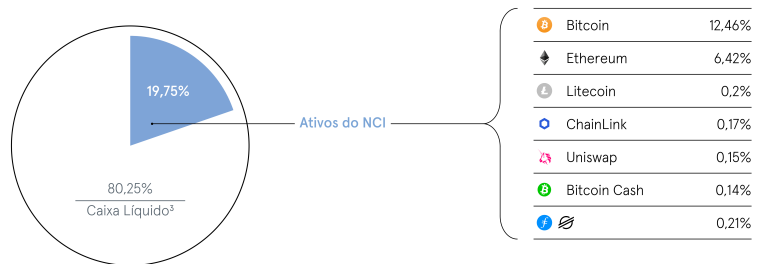 19,75%
80,25%
Caixa Líquido³
Ativos do NCI
Bitcoin 12,46%
Ethereum 6,42%
Litecoin 0,2%
ChainLink 0,17%
Uniswap 0,15%
Bitcoin Cash 0,14%
0,21%